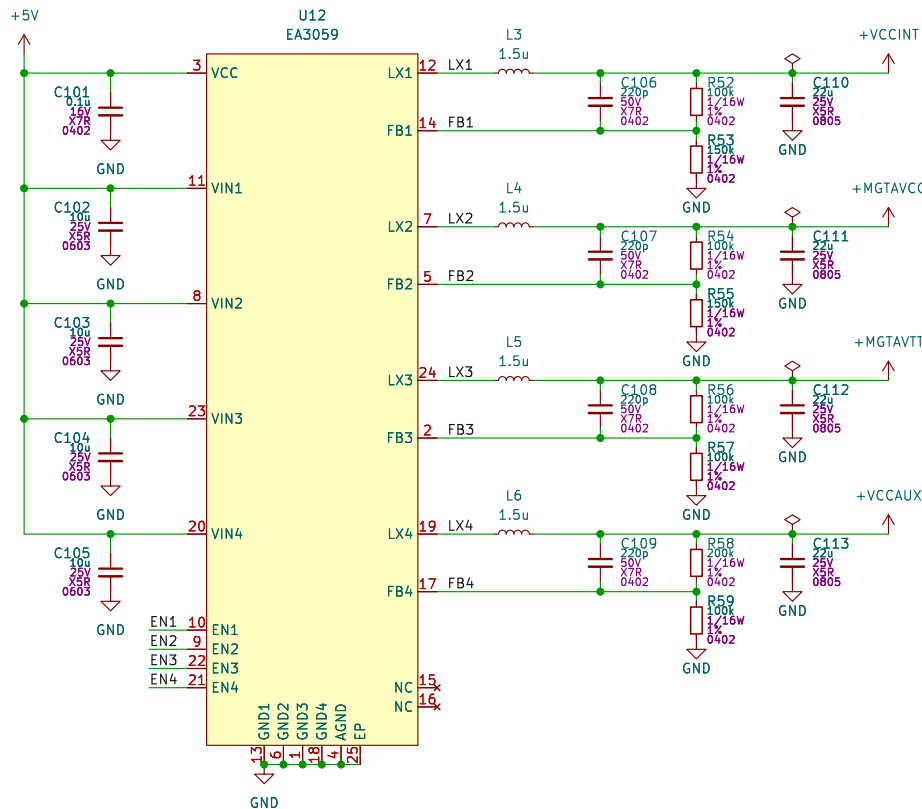 +5V
U12
EA3059
3
VCC
C101
0.1u
16V
X7R
0402
GND
11
VIN1
C102
10u
25V
X5R
0603
GND
8
VIN2
C103
10u
25V
X5R
0603
GND
23
VIN3
C104
10u
25V
X5R
0603
GND
20
VIN4
C105
10u
25V
X5R
0603
GND
EN1 10 EN1
EN2 9 EN2
EN3 22 EN3
EN4 21 EN4
GND1
GND2
GND3
GND4
AGND
EP
13
6
1
18
4
25
GND
LX1 12 LX1
L3
1.5u
FB1 14 FB1
C106
220p
50V
X7R
0402
R52
100k
1/16W
1%
0402
R53
150k
1/16W
1%
0402
GND
+VCCINT
C110
22u
25V
X5R
0805
GND
LX2 7 LX2
L4
1.5u
FB2 5 FB2
C107
220p
50V
X7R
0402
R54
100k
1/16W
1%
0402
R55
150k
1/16W
1%
0402
GND
+MGTAVCC
C111
22u
25V
X5R
0805
GND
LX3 24 LX3
L5
1.5u
FB3 2 FB3
C108
220p
50V
X7R
0402
R56
100k
1/16W
1%
0402
R57
100k
1/16W
1%
0402
GND
+MGTAVTT
C112
22u
25V
X5R
0805
GND
LX4 19 LX4
L6
1.5u
FB4 17 FB4
C109
220p
50V
X7R
0402
R58
200k
1/16W
1%
0402
R59
100k
1/16W
1%
0402
GND
+VCCAUX
C113
22u
25V
X5R
0805
GND
NC 15
NC 16